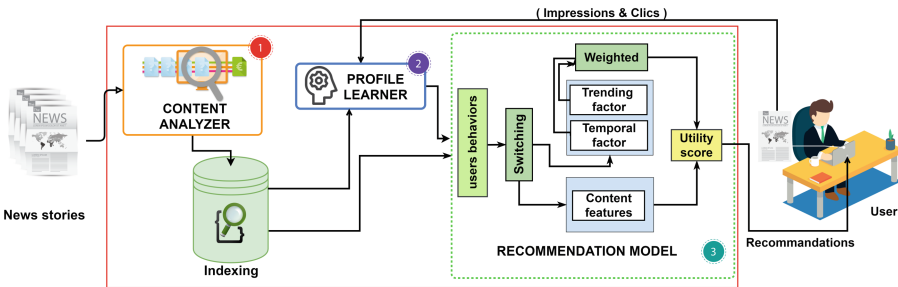 ( Impressions & Clics )
1
CONTENT
ANALYZER
2
PROFILE
LEARNER
NEWS
News stories
Indexing
users behaviors
Switching
Weighted
Trending
factor
Temporal
factor
Content
features
Utility
score
RECOMMENDATION MODEL
3
NEWS
User
Recommandations